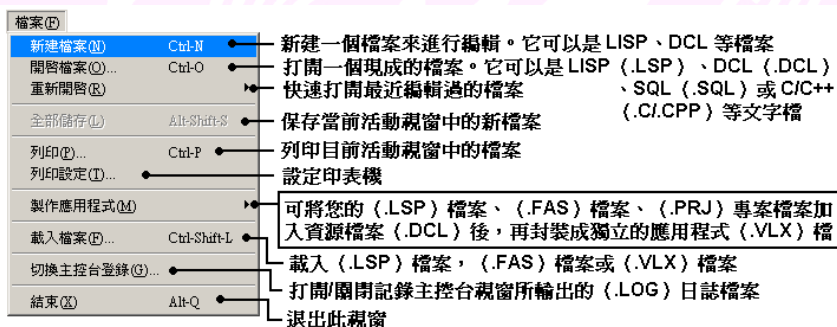 檔案(F)
新建檔案(N) Ctrl-N 新建一個檔案來進行編輯。它可以是 LISP、DCL 等檔案
開啓檔案(O)... Ctrl-O 打開一個現成的檔案。它可以是 LISP（.LSP）、DCL（.DCL）
、SQL（.SQL）或 C/C++
（.C/.CPP）等文字檔
重新開啓(R) 快速打開最近編輯過的檔案
全部儲存(L) Alt-Shift-S 保存當前活動視窗中的新檔案
列印(P)... Ctrl-P 列印目前活動視窗中的檔案
列印設定(T)... 設定印表機
製作應用程式(M) 可將您的（.LSP）檔案、（.FAS）檔案、（.PRJ）專案檔案加
入資源檔案（.DCL）後，再封裝成獨立的應用程式（.VLX）檔
載入檔案(F)... Ctrl-Shift-L 載入（.LSP）檔案，（.FAS）檔案或（.VLX）檔案
切換主控台登錄(G)... 打開/關閉記錄主控台視窗所輸出的（.LOG）日誌檔案
結束(X) Alt-Q 退出此視窗